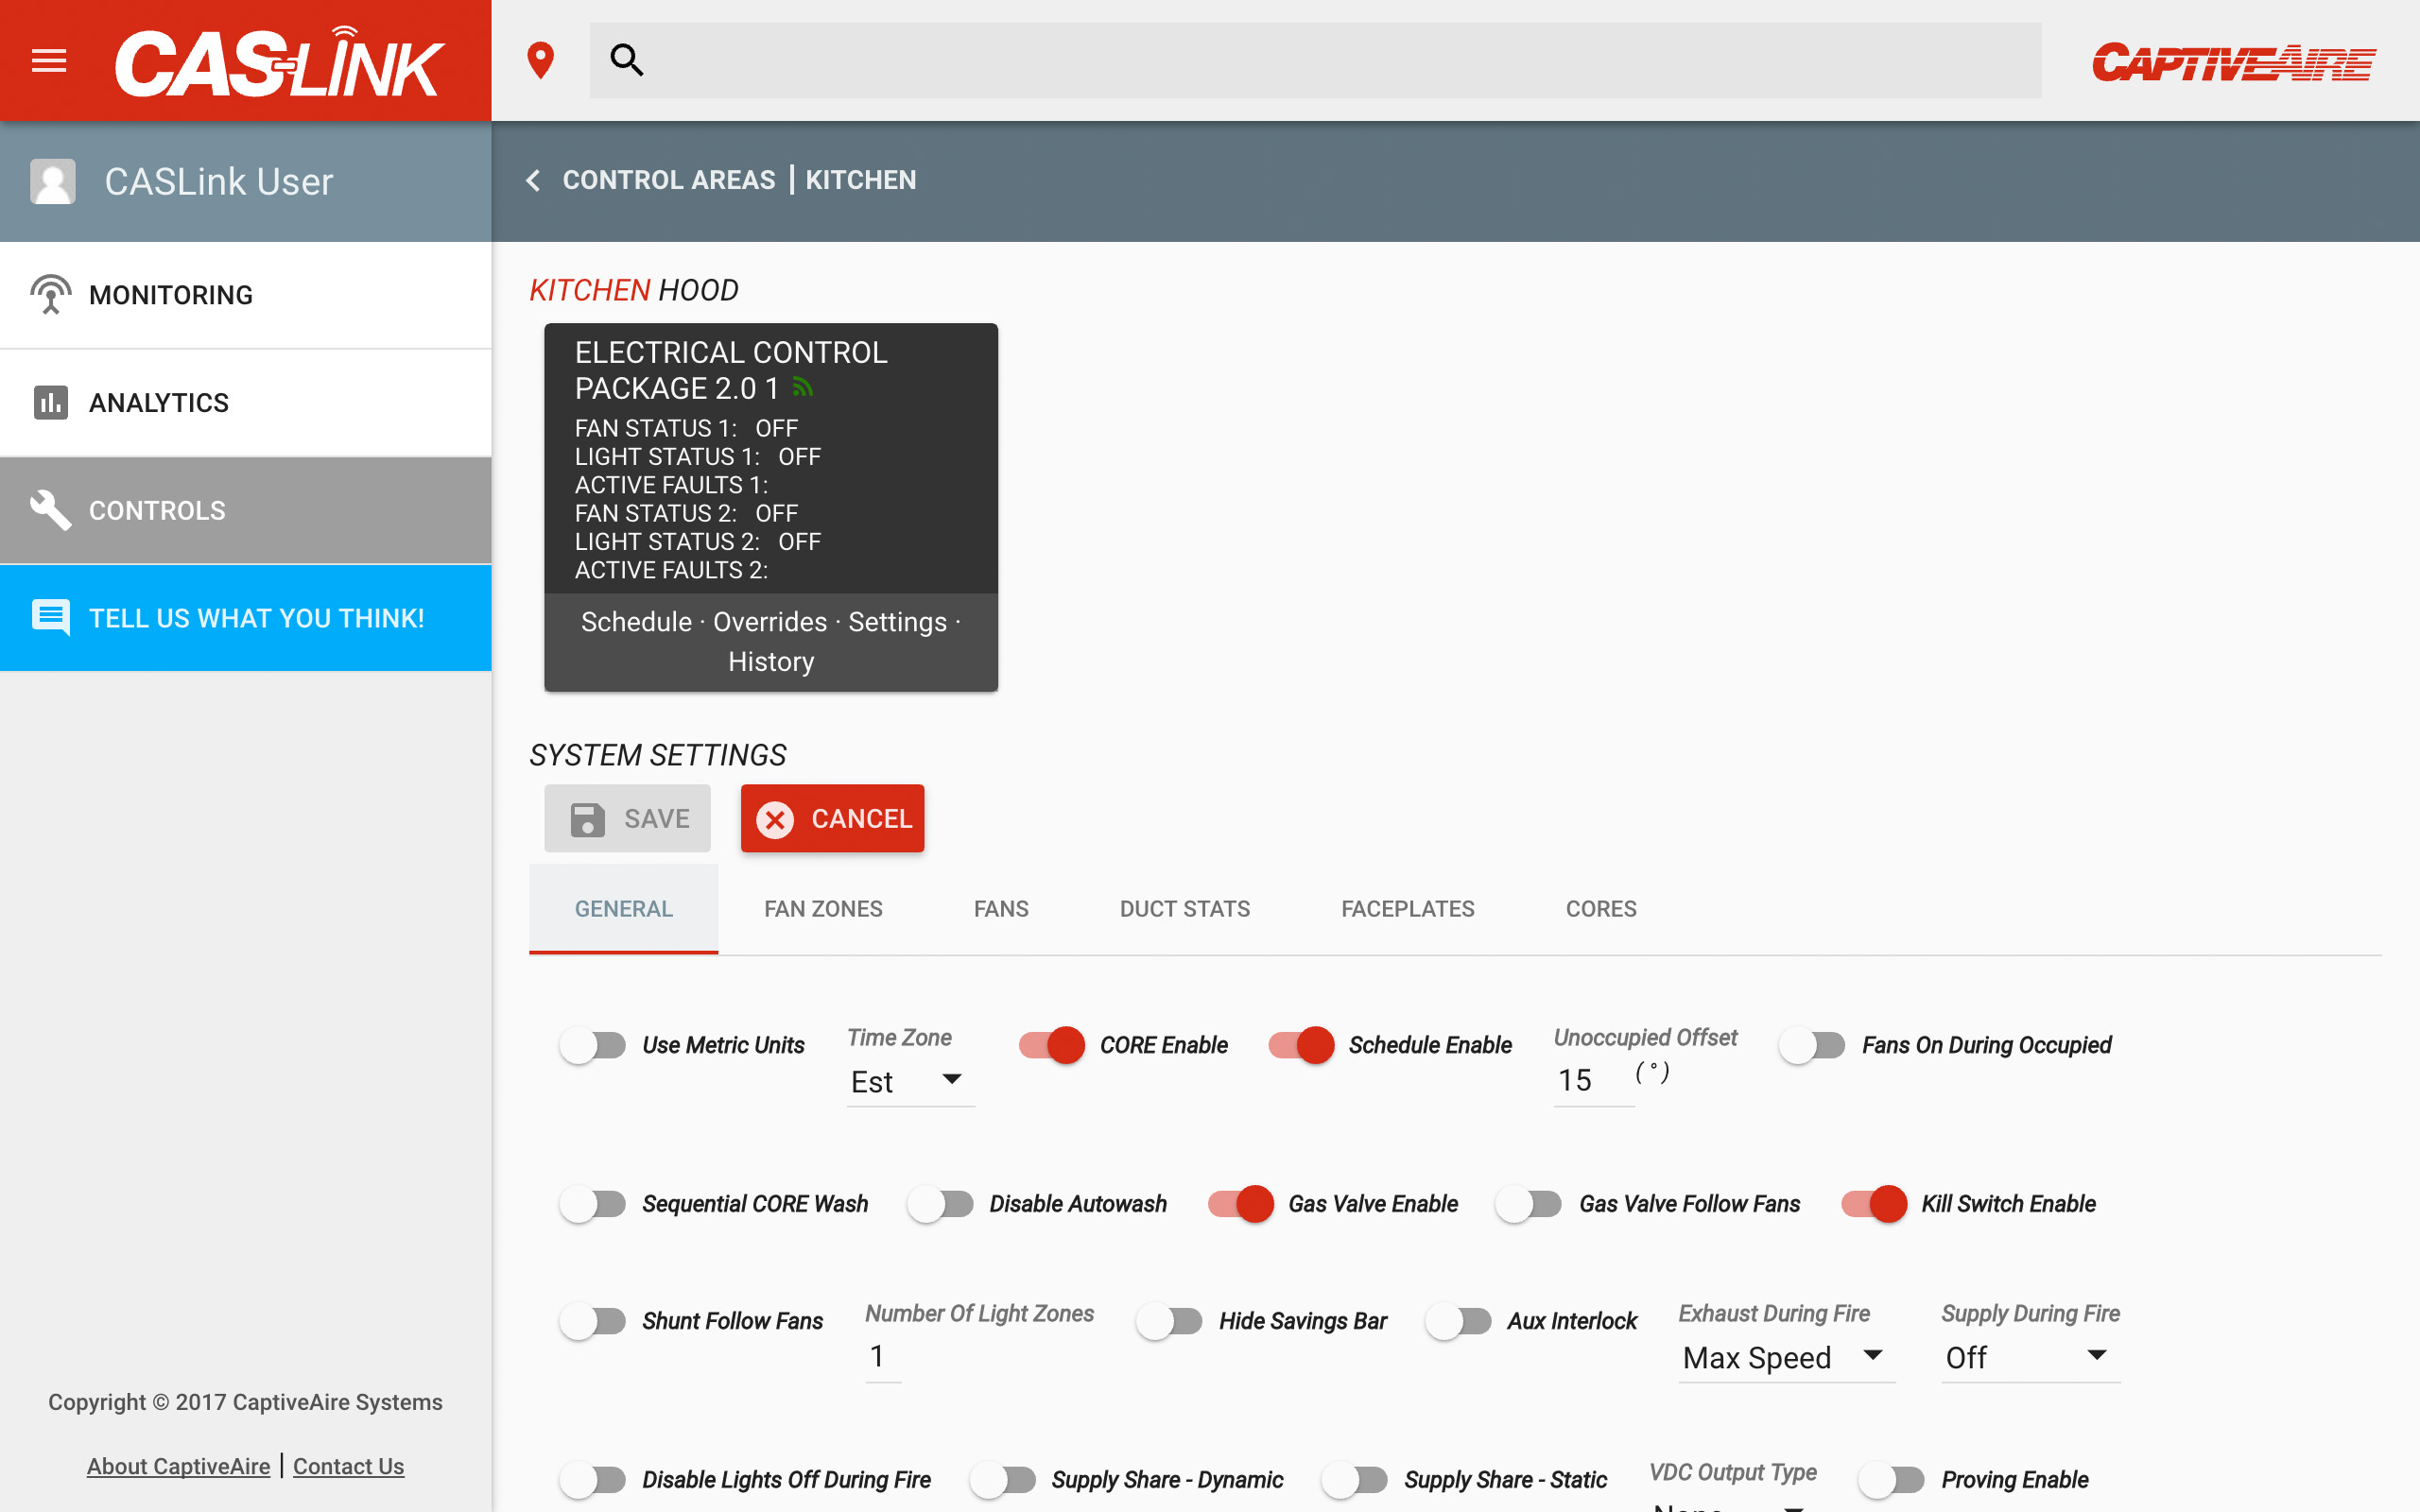 CASLINK
CAPTIVEAIRE
CASLink User
CONTROL AREAS | KITCHEN
MONITORING
ANALYTICS
CONTROLS
TELL US WHAT YOU THINK!
KITCHEN HOOD
ELECTRICAL CONTROL
PACKAGE 2.0 1
FAN STATUS 1: OFF
LIGHT STATUS 1: OFF
ACTIVE FAULTS 1:
FAN STATUS 2: OFF
LIGHT STATUS 2: OFF
ACTIVE FAULTS 2:
Schedule · Overrides · Settings ·
History
SYSTEM SETTINGS
SAVE CANCEL
GENERAL FAN ZONES FANS DUCT STATS FACEPLATES CORES
Use Metric Units Time Zone CORE Enable Schedule Enable Unoccupied Offset Fans On During Occupied
Est 15 (°)
Sequential CORE Wash Disable Autowash Gas Valve Enable Gas Valve Follow Fans Kill Switch Enable
Shunt Follow Fans Number Of Light Zones Hide Savings Bar Aux Interlock Exhaust During Fire Supply During Fire
1 Max Speed Off
Disable Lights Off During Fire Supply Share - Dynamic Supply Share - Static VDC Output Type Proving Enable
Copyright © 2017 CaptiveAire Systems
About CaptiveAire | Contact Us